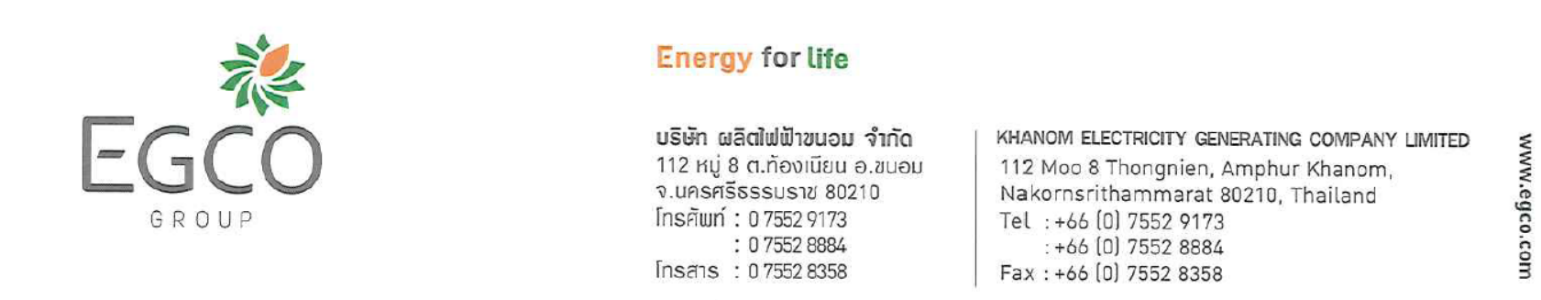 EGCO
GROUP
Energy for life
บริษัท ผลิตไฟฟ้าขนอม จำกัด
112 หมู่ 8 ต.ท้องเนียน อ.ขนอม
จ.นครศรีธรรมราช 80210
โทรศัพท์ : 0 7552 9173
: 0 7552 8884
โทรสาร : 0 7552 8358
KHANOM ELECTRICITY GENERATING COMPANY LIMITED
112 Moo 8 Thongnien, Amphur Khanom,
Nakornsrithammarat 80210, Thailand
Tel : +66 (0) 7552 9173
: +66 (0) 7552 8884
Fax : +66 (0) 7552 8358
www.egco.com